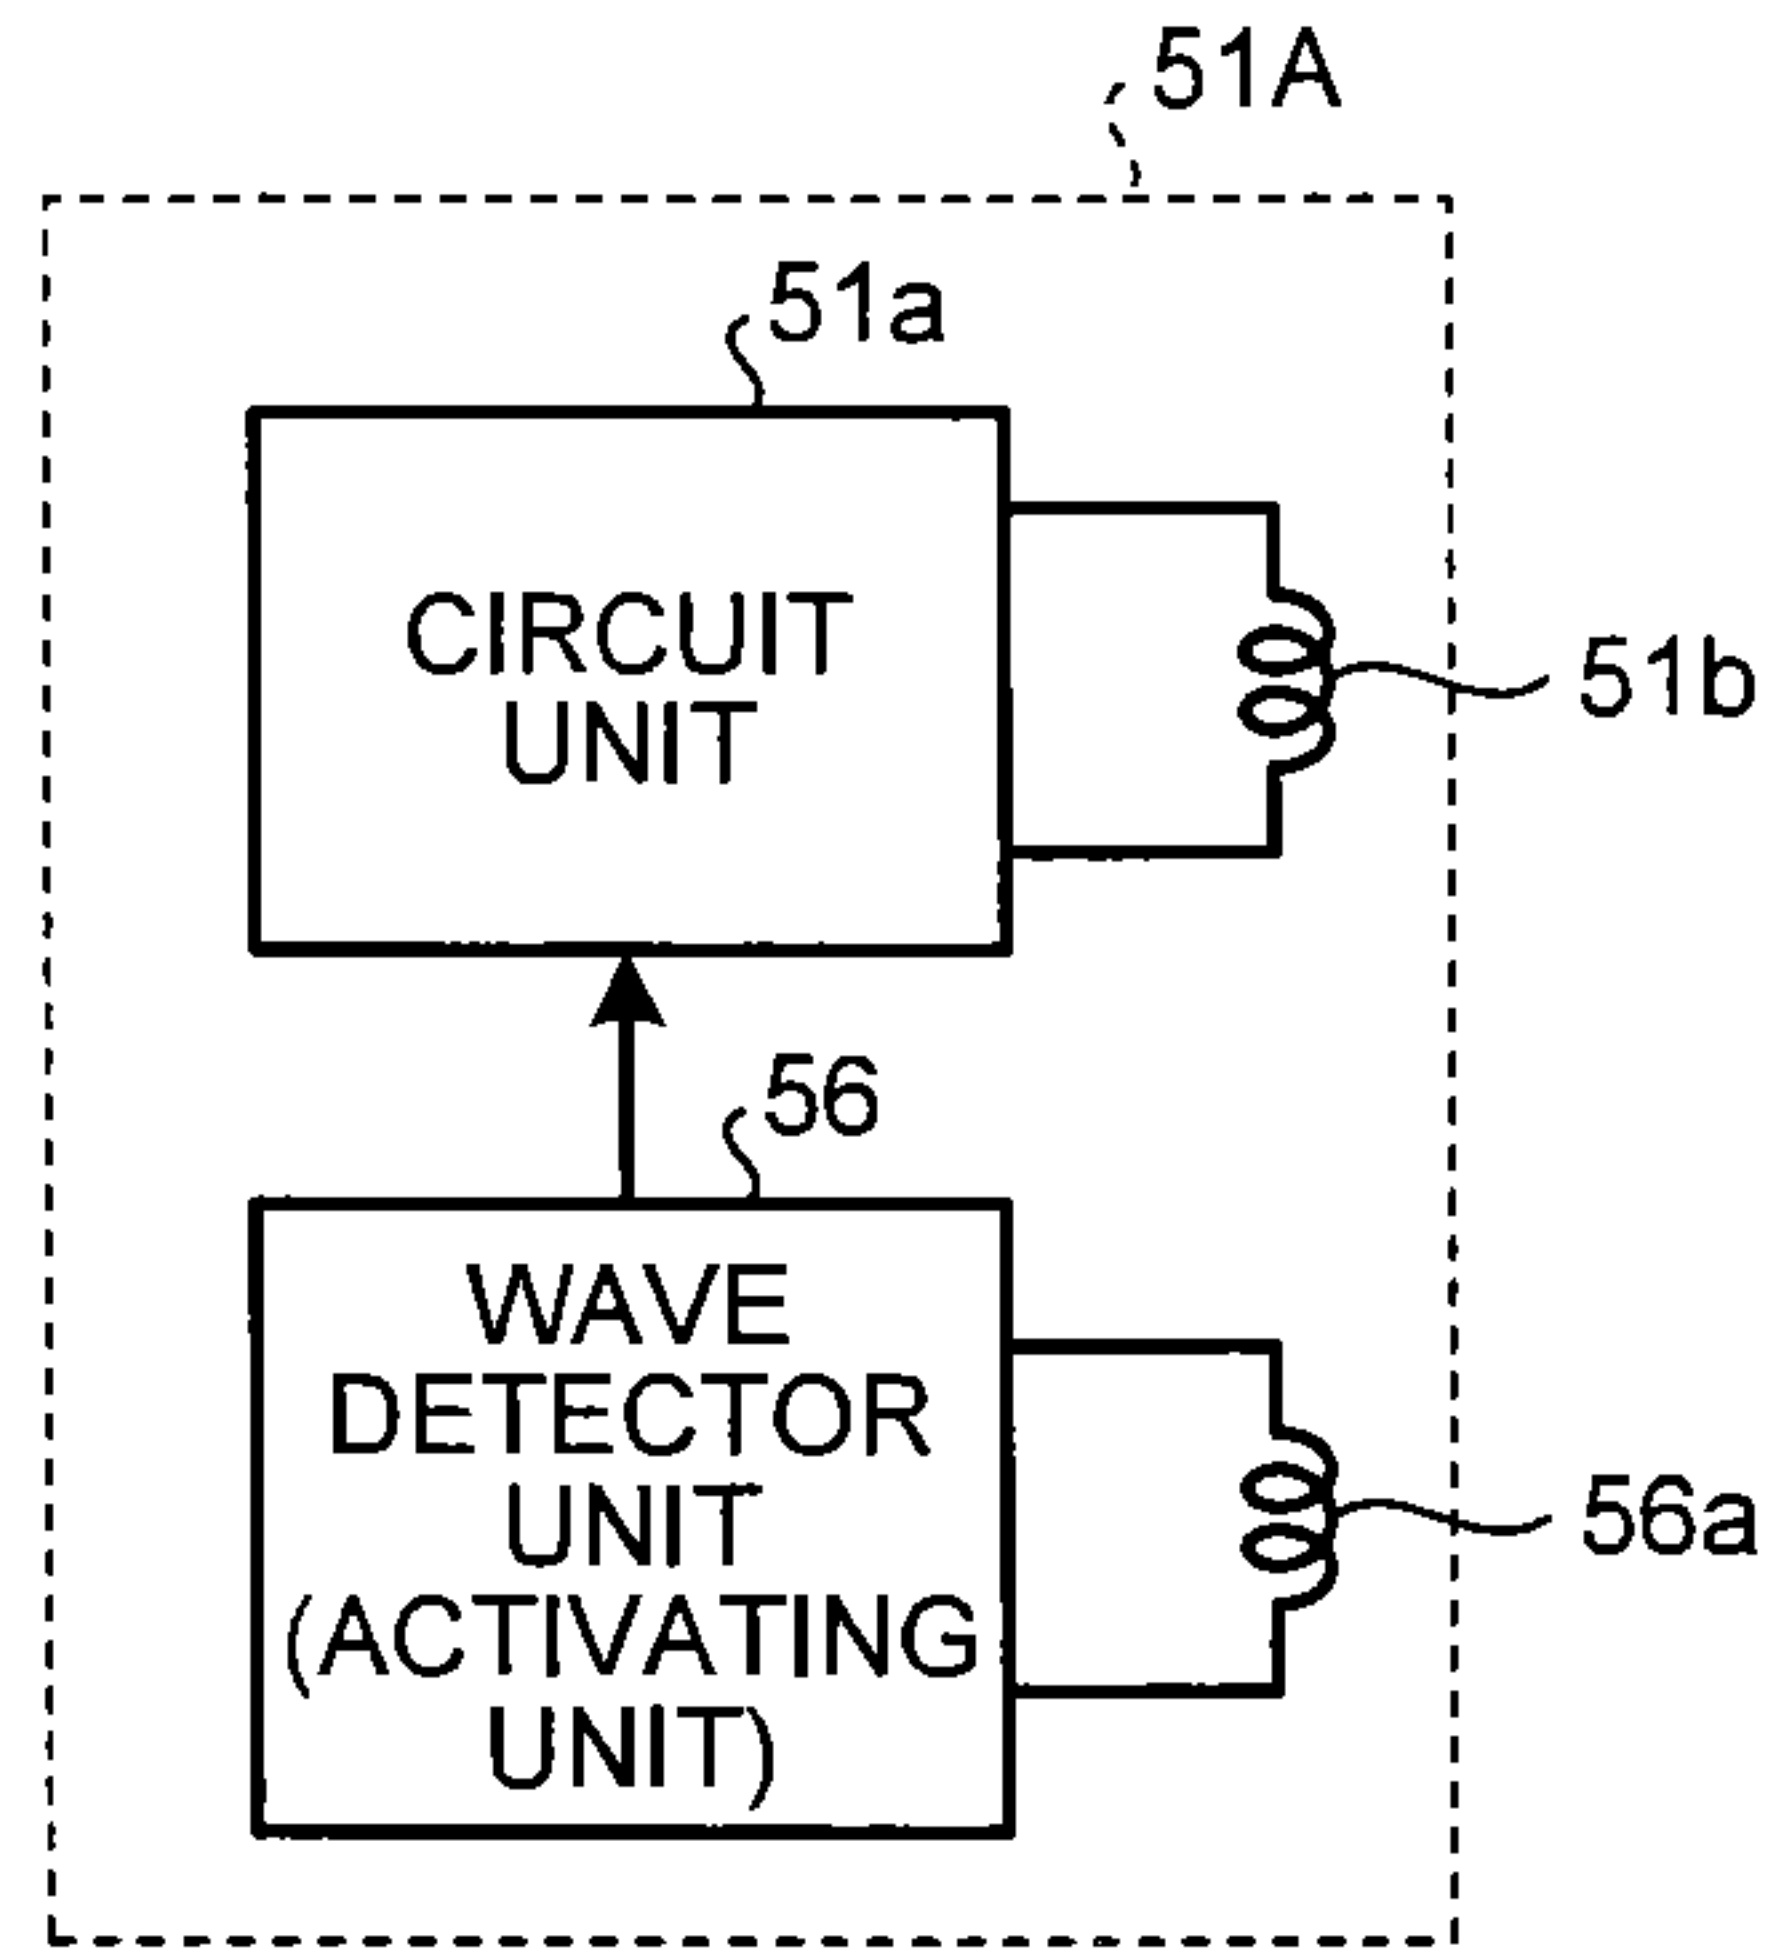 51A
51a
CIRCUIT
UNIT
51b
56
WAVE
DETECTOR
UNIT
(ACTIVATING
UNIT)
56a